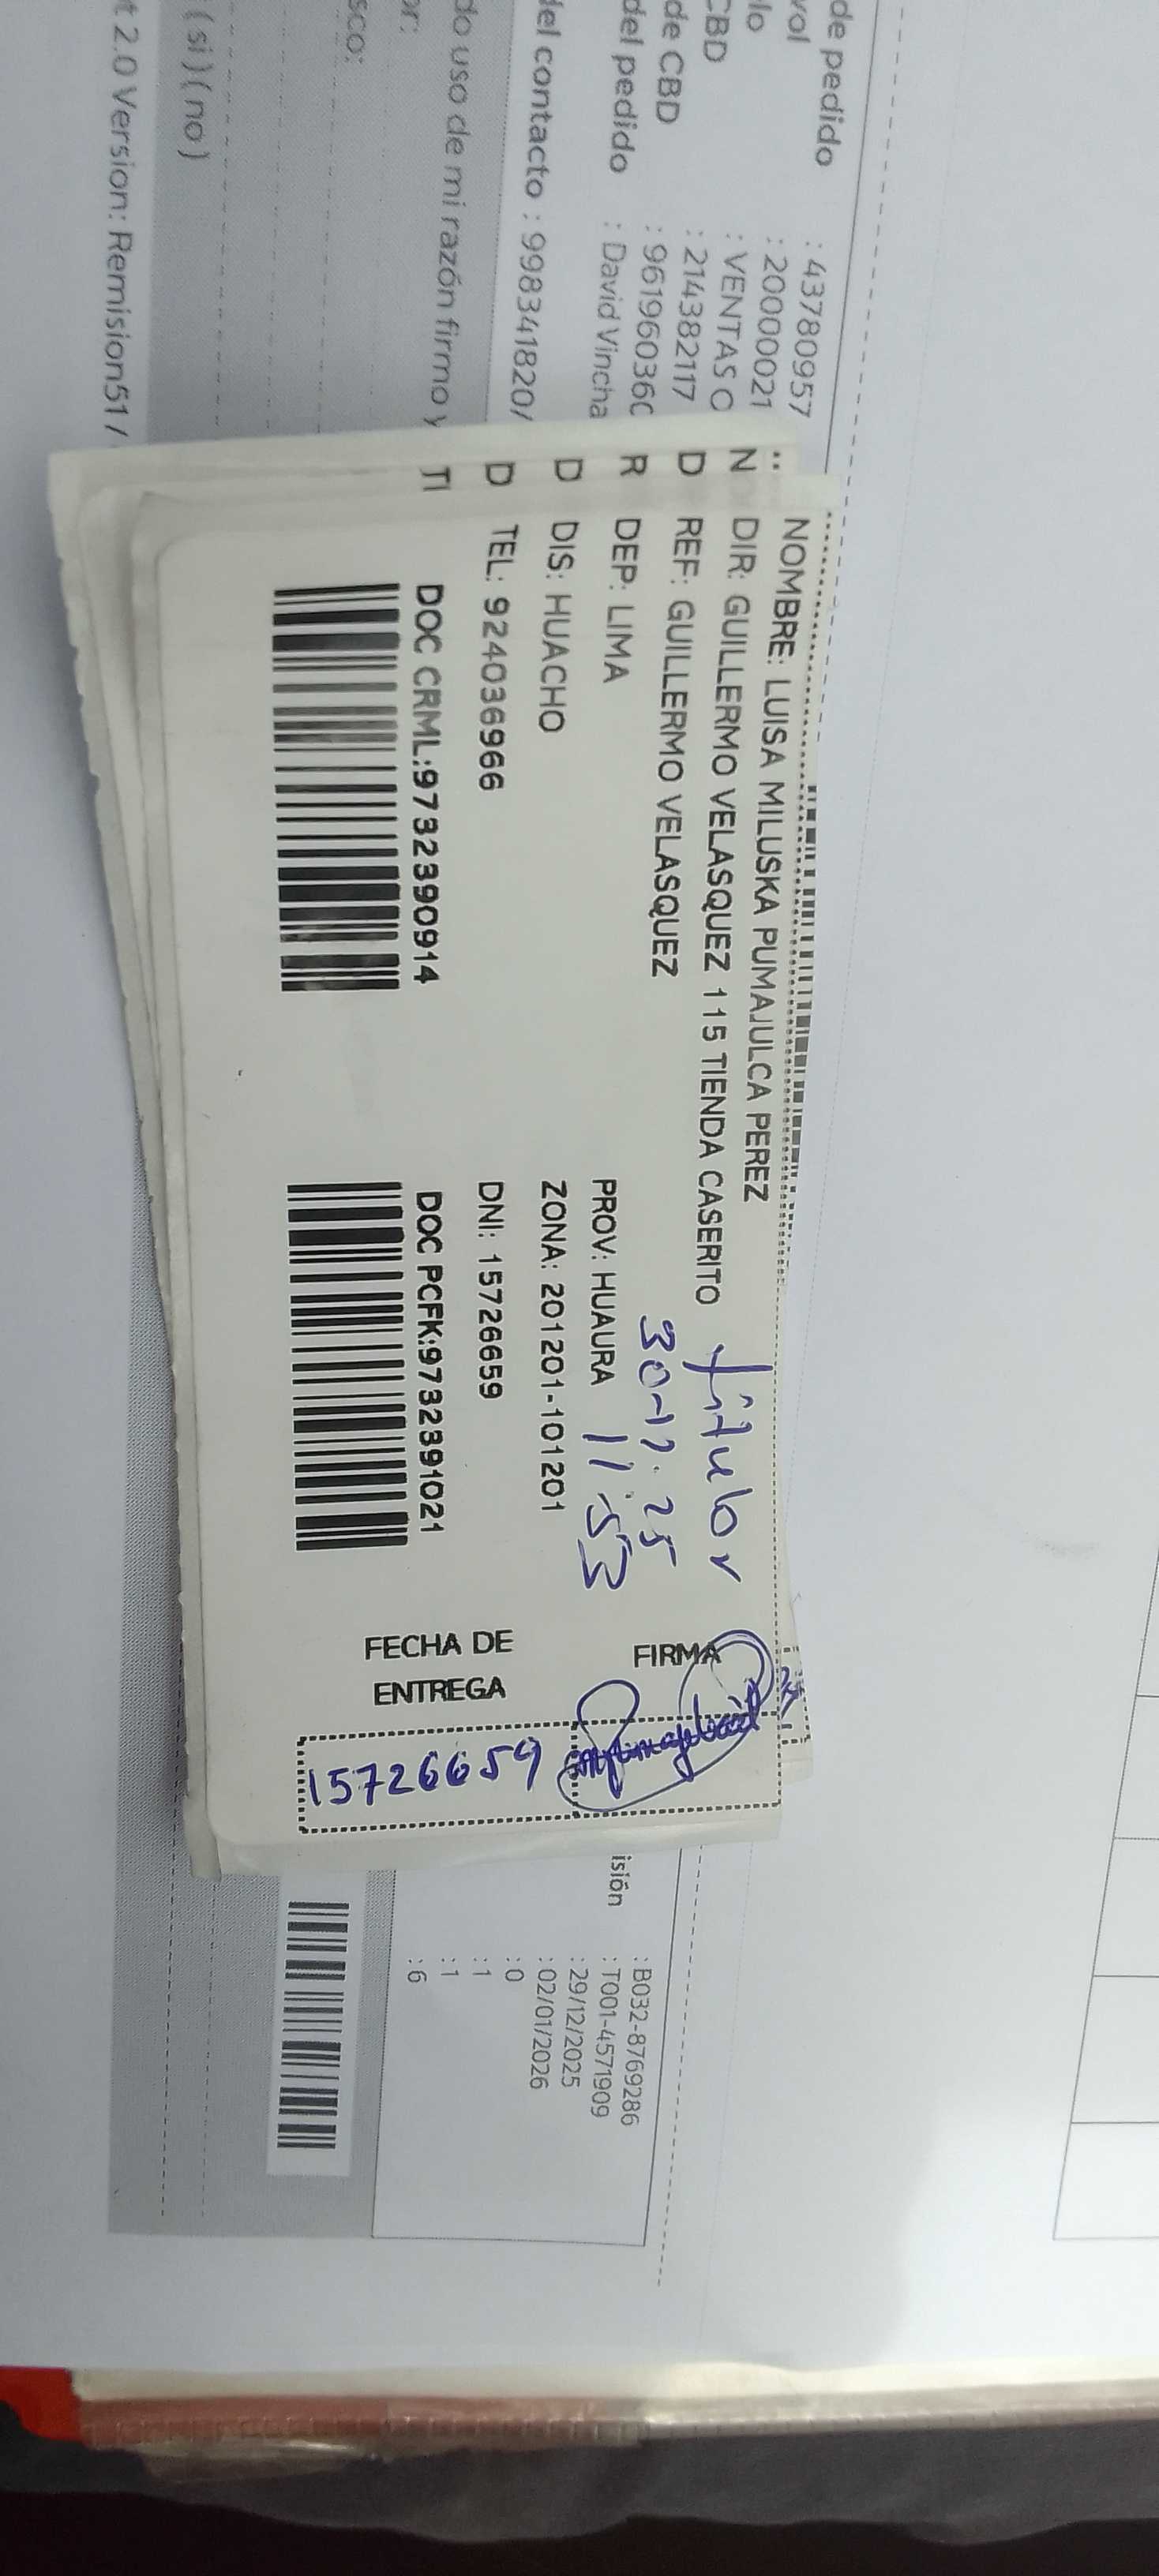 de pedido : 43780957
vol : 20000021
lo : VENTAS O
CBD : 214382117
de CBD : 96196036
del pedido : David Vincha
del contacto : 998341820/
do uso de mi razón firmo y
or:
sco:
(si)(no)
t 2.0 Version: Remision51 /
N
D
R
D
D
TI
NOMBRE: LUISA MILUSKA PUMAJULCA PEREZ
DIR: GUILLERMO VELASQUEZ 115 TIENDA CASERITO
REF: GUILLERMO VELASQUEZ
DEP: LIMA PROV: HUAURA
DIS: HUACHO ZONA: 201201-101201
TEL: 924036966 DNI: 15726659
DOC CRML:9732390914 DOC PCFK:9732391021
titular
30-12-25
11:53
FIRMA
FECHA DE
ENTREGA
15726659
isión
: B032-8769286
: T001-4571909
: 29/12/2025
: 02/01/2026
: 0
: 1
: 1
: 6